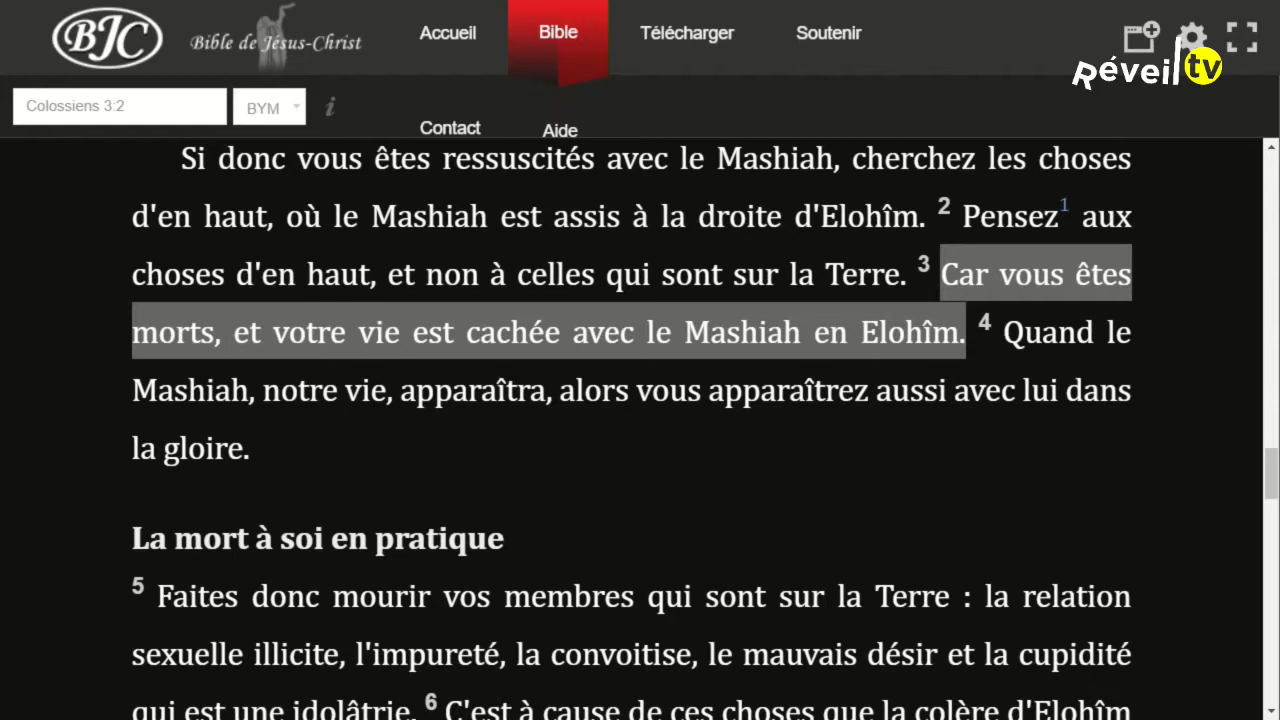 BJC Bible de Jésus-Christ Accueil Bible Télécharger Soutenir
Réveil tv
Colossiens 3:2 BYM i
Contact Aide
Si donc vous êtes ressuscités avec le Mashiah, cherchez les choses
d'en haut, où le Mashiah est assis à la droite d'Elohîm. 2 Pensez1 aux
choses d'en haut, et non à celles qui sont sur la Terre. 3 Car vous êtes
morts, et votre vie est cachée avec le Mashiah en Elohîm. 4 Quand le
Mashiah, notre vie, apparaîtra, alors vous apparaîtrez aussi avec lui dans
la gloire.
La mort à soi en pratique
5 Faites donc mourir vos membres qui sont sur la Terre : la relation
sexuelle illicite, l'impureté, la convoitise, le mauvais désir et la cupidité
qui est une idolâtrie. 6 C'est à cause de ces choses que la colère d'Elohîm